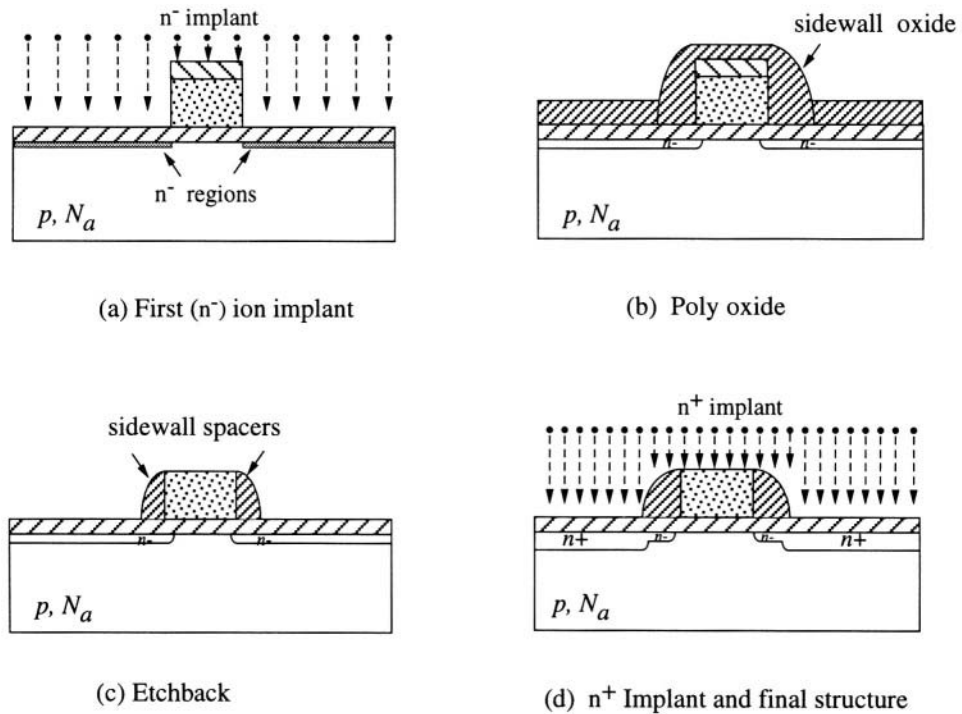 n⁻ implant
n⁻ regions
p, Nₐ
(a) First (n⁻) ion implant
sidewall oxide
n-
n-
(b) Poly oxide
sidewall spacers
n-
n-
p, Nₐ
(c) Etchback
n⁺ implant
n+
n-
n-
n+
p, Nₐ
(d) n⁺ Implant and final structure